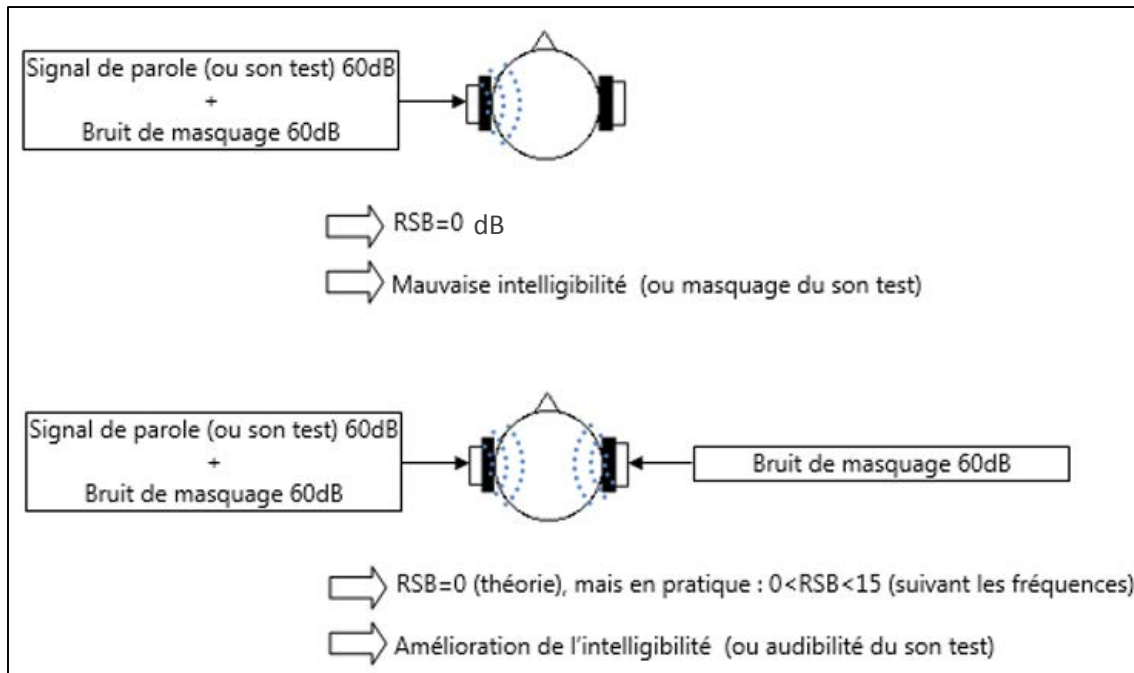 Signal de parole (ou son test) 60dB
+
Bruit de masquage 60dB
RSB=0 dB
Mauvaise intelligibilité (ou masquage du son test)
Signal de parole (ou son test) 60dB
+
Bruit de masquage 60dB
Bruit de masquage 60dB
RSB=0 (théorie), mais en pratique : 0<RSB<15 (suivant les fréquences)
Amélioration de l'intelligibilité (ou audibilité du son test)